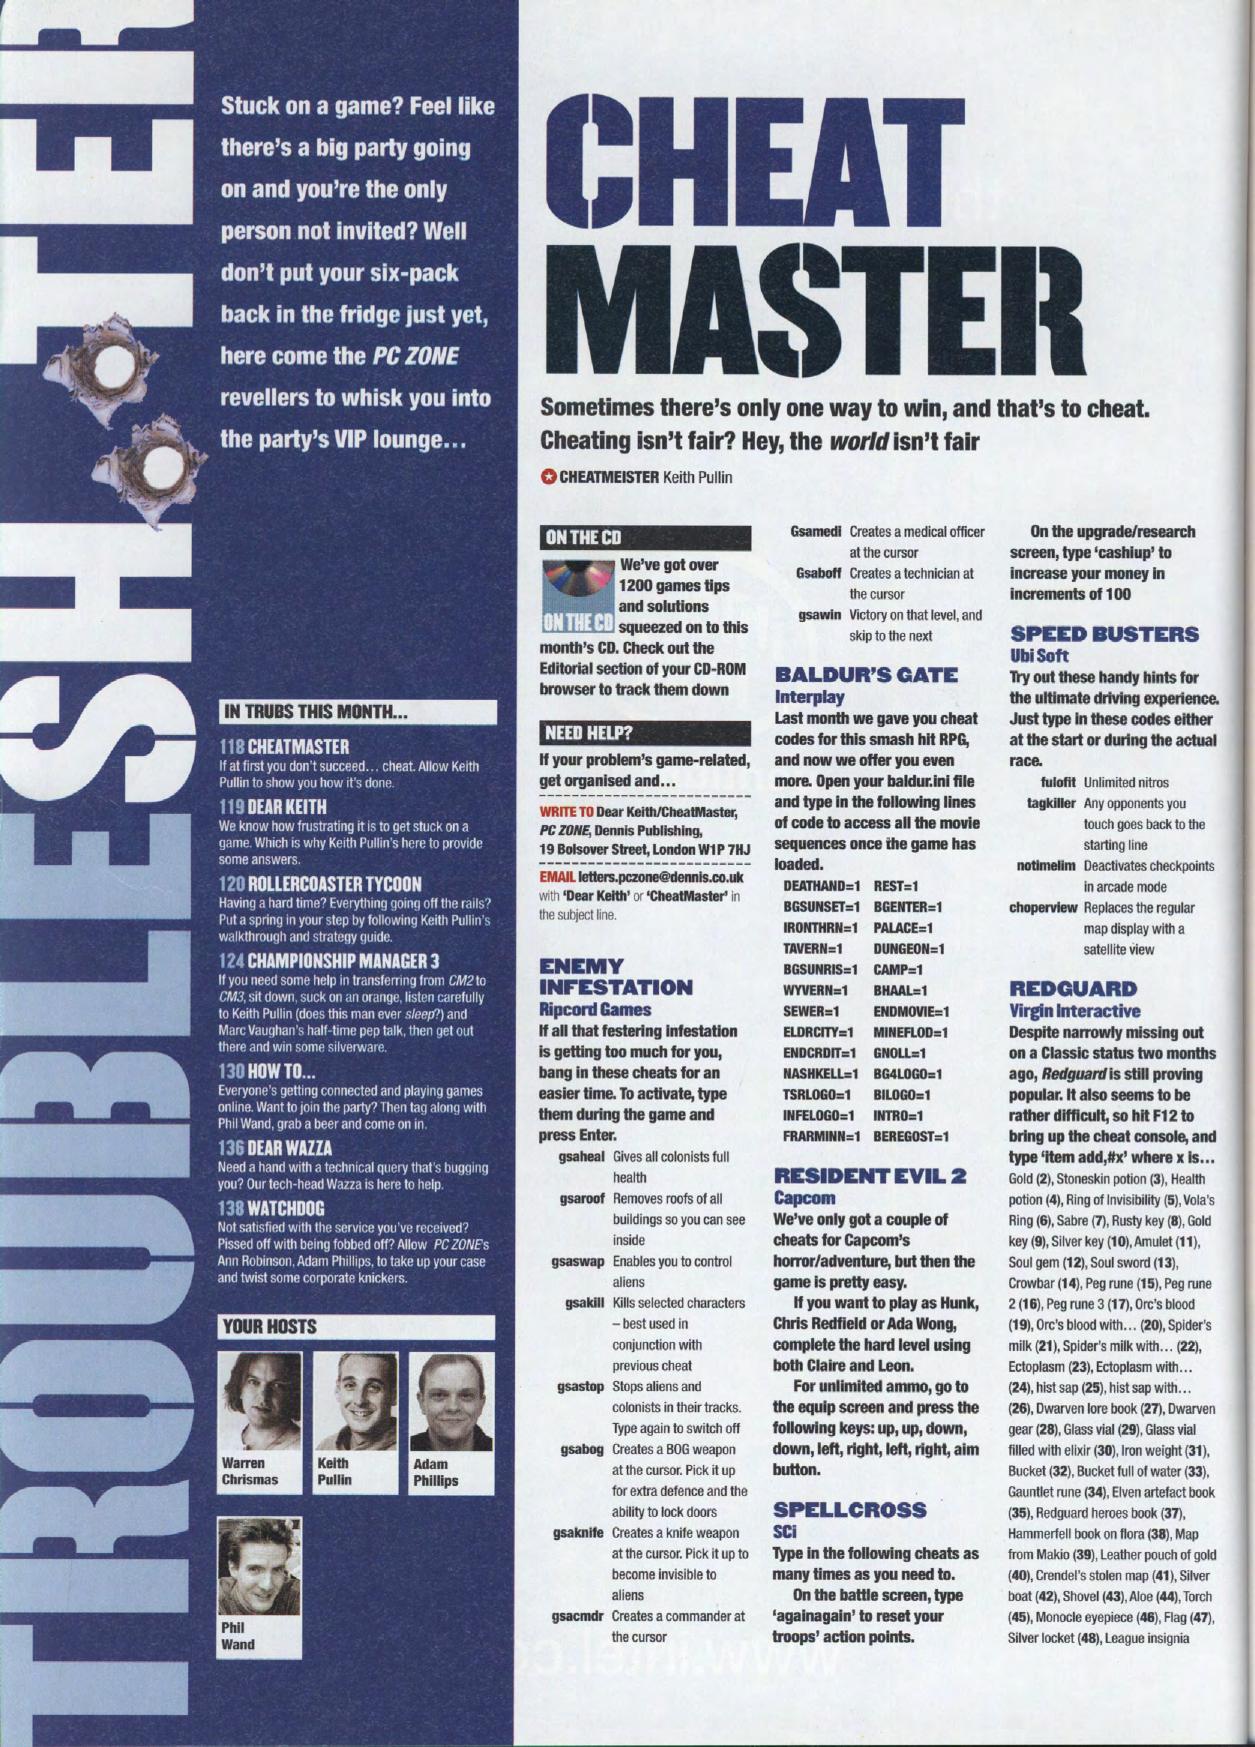 TROUBLESHOOTER
Stuck on a game? Feel like
there's a big party going
on and you're the only
person not invited? Well
don't put your six-pack
back in the fridge just yet,
here come the PC ZONE
revellers to whisk you into
the party's VIP lounge...
IN TRUBS THIS MONTH...
118 CHEATMASTER
If at first you don't succeed... cheat. Allow Keith
Pullin to show you how it's done.
119 DEAR KEITH
We know how frustrating it is to get stuck on a
game. Which is why Keith Pullin's here to provide
some answers.
120 ROLLERCOASTER TYCOON
Having a hard time? Everything going off the rails?
Put a spring in your step by following Keith Pullin's
walkthrough and strategy guide.
124 CHAMPIONSHIP MANAGER 3
If you need some help in transferring from CM2 to
CM3, sit down, suck on an orange, listen carefully
to Keith Pullin (does this man ever sleep?) and
Marc Vaughan's half-time pep talk, then get out
there and win some silverware.
130 HOW TO...
Everyone's getting connected and playing games
online. Want to join the party? Then tag along with
Phil Wand, grab a beer and come on in.
136 DEAR WAZZA
Need a hand with a technical query that's bugging
you? Our tech-head Wazza is here to help.
138 WATCHDOG
Not satisfied with the service you've received?
Pissed off with being fobbed off? Allow PC ZONE's
Ann Robinson, Adam Phillips, to take up your case
and twist some corporate knickers.
YOUR HOSTS
Warren
Chrismas
Keith
Pullin
Adam
Phillips
Phil
Wand
CHEAT
MASTER
Sometimes there's only one way to win, and that's to cheat.
Cheating isn't fair? Hey, the world isn't fair
CHEATMEISTER Keith Pullin
ON THE CD
ON THE CD
We've got over
1200 games tips
and solutions
squeezed on to this
month's CD. Check out the
Editorial section of your CD-ROM
browser to track them down
NEED HELP?
If your problem's game-related,
get organised and...
WRITE TO Dear Keith/CheatMaster,
PC ZONE, Dennis Publishing,
19 Bolsover Street, London W1P 7HJ
EMAIL letters.pczone@dennis.co.uk
with 'Dear Keith' or 'CheatMaster' in
the subject line.
ENEMY
INFESTATION
Ripcord Games
If all that festering infestation
is getting too much for you,
bang in these cheats for an
easier time. To activate, type
them during the game and
press Enter.
gsaheal Gives all colonists full
health
gsaroof Removes roofs of all
buildings so you can see
inside
gsaswap Enables you to control
aliens
gsakill Kills selected characters
– best used in
conjunction with
previous cheat
gsastop Stops aliens and
colonists in their tracks.
Type again to switch off
gsabog Creates a BOG weapon
at the cursor. Pick it up
for extra defence and the
ability to lock doors
gsaknife Creates a knife weapon
at the cursor. Pick it up to
become invisible to
aliens
gsacmdr Creates a commander at
the cursor
Gsamedi Creates a medical officer
at the cursor
Gsaboff Creates a technician at
the cursor
gsawin Victory on that level, and
skip to the next
BALDUR'S GATE
Interplay
Last month we gave you cheat
codes for this smash hit RPG,
and now we offer you even
more. Open your baldur.ini file
and type in the following lines
of code to access all the movie
sequences once the game has
loaded.
DEATHAND=1 REST=1
BGSUNSET=1 BGENTER=1
IRONTHRN=1 PALACE=1
TAVERN=1 DUNGEON=1
BGSUNRIS=1 CAMP=1
WYVERN=1 BHAAL=1
SEWER=1 ENDMOVIE=1
ELDRCITY=1 MINEFLOD=1
ENDCRDIT=1 GNOLL=1
NASHKELL=1 BG4LOGO=1
TSRLOGO=1 BILOGO=1
INFELOGO=1 INTRO=1
FRARMINN=1 BEREGOST=1
RESIDENT EVIL 2
Capcom
We've only got a couple of
cheats for Capcom's
horror/adventure, but then the
game is pretty easy.
If you want to play as Hunk,
Chris Redfield or Ada Wong,
complete the hard level using
both Claire and Leon.
For unlimited ammo, go to
the equip screen and press the
following keys: up, up, down,
down, left, right, left, right, aim
button.
SPELLCROSS
SCi
Type in the following cheats as
many times as you need to.
On the battle screen, type
'againagain' to reset your
troops' action points.
On the upgrade/research
screen, type 'cashiup' to
increase your money in
increments of 100
SPEED BUSTERS
Ubi Soft
Try out these handy hints for
the ultimate driving experience.
Just type in these codes either
at the start or during the actual
race.
fulofit Unlimited nitros
tagkiller Any opponents you
touch goes back to the
starting line
notimelim Deactivates checkpoints
in arcade mode
choperview Replaces the regular
map display with a
satellite view
REDGUARD
Virgin Interactive
Despite narrowly missing out
on a Classic status two months
ago, Redguard is still proving
popular. It also seems to be
rather difficult, so hit F12 to
bring up the cheat console, and
type 'item add,#x' where x is...
Gold (2), Stoneskin potion (3), Health
potion (4), Ring of Invisibility (5), Vola's
Ring (6), Sabre (7), Rusty key (8), Gold
key (9), Silver key (10), Amulet (11),
Soul gem (12), Soul sword (13),
Crowbar (14), Peg rune (15), Peg rune
2 (16), Peg rune 3 (17), Orc's blood
(19), Orc's blood with... (20), Spider's
milk (21), Spider's milk with... (22),
Ectoplasm (23), Ectoplasm with...
(24), hist sap (25), hist sap with...
(26), Dwarven lore book (27), Dwarven
gear (28), Glass vial (29), Glass vial
filled with elixir (30), Iron weight (31),
Bucket (32), Bucket full of water (33),
Gauntlet rune (34), Elven artefact book
(35), Redguard heroes book (37),
Hammerfell book on flora (38), Map
from Makio (39), Leather pouch of gold
(40), Crendel's stolen map (41), Silver
boat (42), Shovel (43), Aloe (44), Torch
(45), Monocle eyepiece (46), Flag (47),
Silver locket (48), League insignia